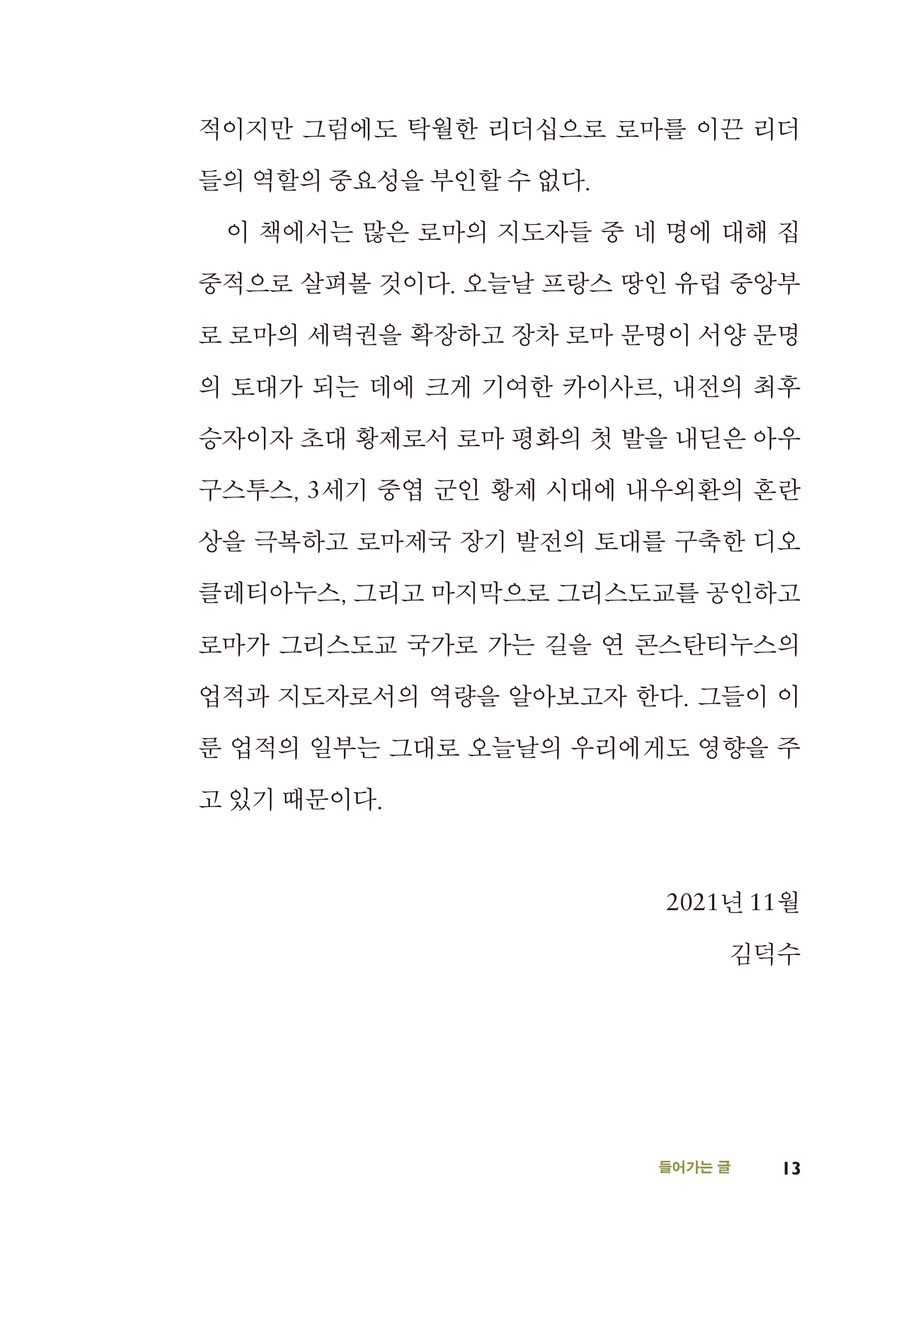 적이지만 그럼에도 탁월한 리더십으로 로마를 이끈 리더
들의 역할의 중요성을 부인할 수 없다.
이 책에서는 많은 로마의 지도자들 중 네 명에 대해 집
중적으로 살펴볼 것이다. 오늘날 프랑스 땅인 유럽 중앙부
로 로마의 세력권을 확장하고 장차 로마 문명이 서양 문명
의 토대가 되는 데에 크게 기여한 카이사르, 내전의 최후
승자이자 초대 황제로서 로마 평화의 첫 발을 내딛은 아우
구스투스, 3세기 중엽 군인 황제 시대에 내우외환의 혼란
상을 극복하고 로마제국 장기 발전의 토대를 구축한 디오
클레티아누스, 그리고 마지막으로 그리스도교를 공인하고
로마가 그리스도교 국가로 가는 길을 연 콘스탄티누스의
업적과 지도자로서의 역량을 알아보고자 한다. 그들이 이
룬 업적의 일부는 그대로 오늘날의 우리에게도 영향을 주
고 있기 때문이다.
2021년 11월
김덕수
들어가는 글 13